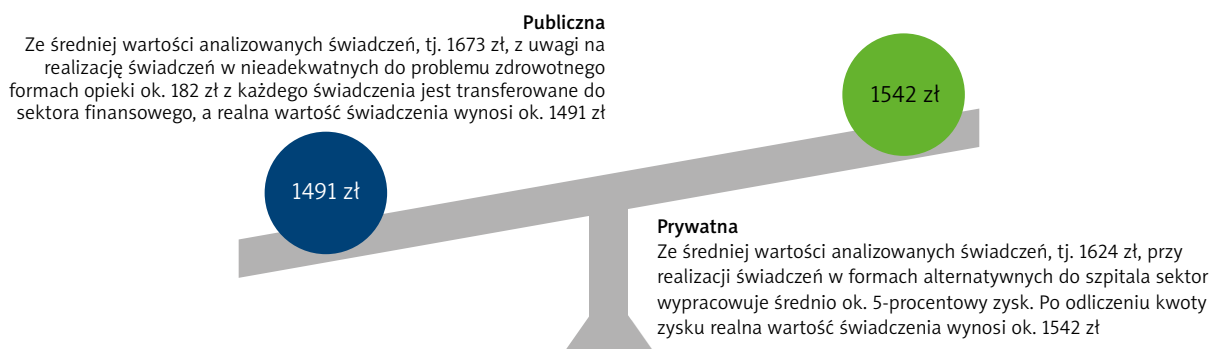 Publiczna
Ze średniej wartości analizowanych świadczeń, tj. 1673 zł, z uwagi na
realizację świadczeń w nieadekwatnych do problemu zdrowotnego
formach opieki ok. 182 zł z każdego świadczenia jest transferowane do
sektora finansowego, a realna wartość świadczenia wynosi ok. 1491 zł
1542 zł
1491 zł
Prywatna
Ze średniej wartości analizowanych świadczeń, tj. 1624 zł, przy
realizacji świadczeń w formach alternatywnych do szpitala sektor
wypracowuje średnio ok. 5-procentowy zysk. Po odliczeniu kwoty
zysku realna wartość świadczenia wynosi ok. 1542 zł